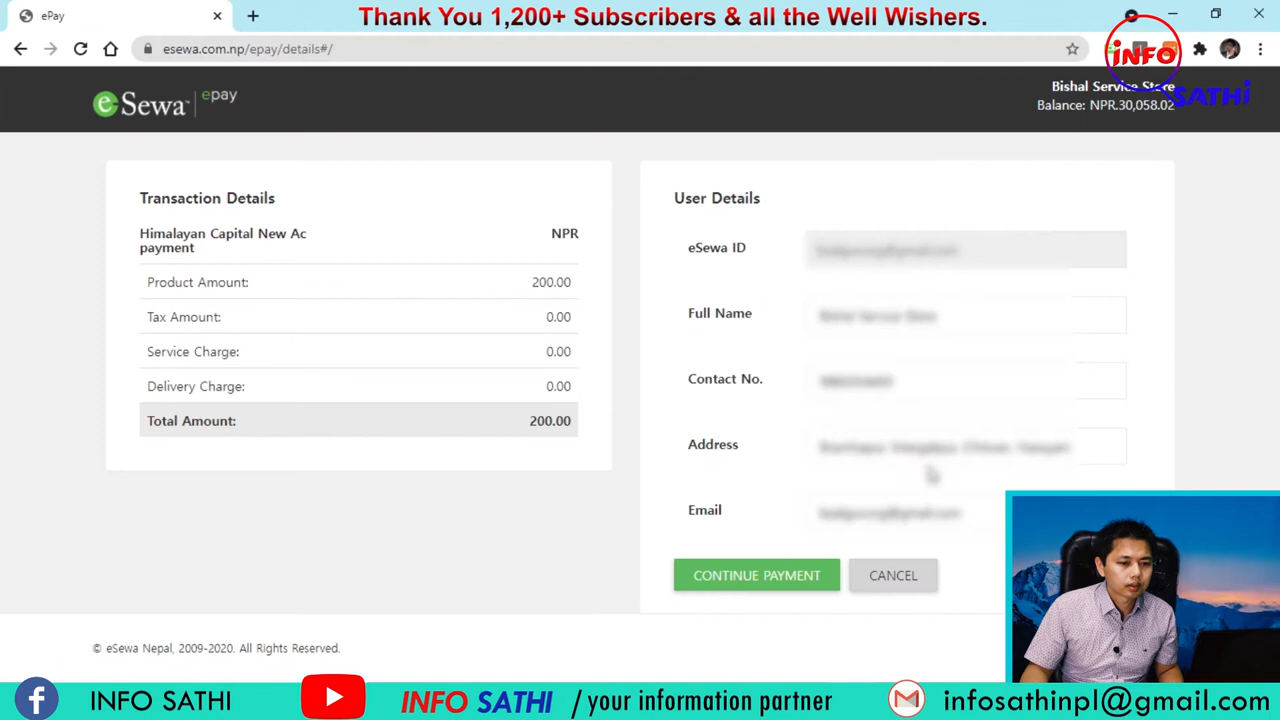 Thank You 1,200+ Subscribers & all the Well Wishers.
ePay
esewa.com.np/epay/details#/
INFO
SATHI
eSewa epay
Bishal Service Store
Balance: NPR.30,058.02
Transaction Details
Himalayan Capital New Ac payment NPR
Product Amount: 200.00
Tax Amount: 0.00
Service Charge: 0.00
Delivery Charge: 0.00
Total Amount: 200.00
User Details
eSewa ID
Full Name
Contact No.
Address
Email
CONTINUE PAYMENT CANCEL
© eSewa Nepal, 2009-2020. All Rights Reserved.
INFO SATHI INFO SATHI / your information partner infosathinpl@gmail.com